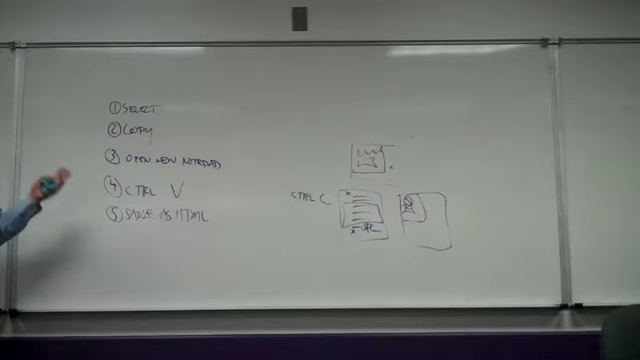 ① SELECT
② COPY
③ OPEN NEW NOTEPAD
④ CTRL V
⑤ SAVE AS HTML
CTRL C